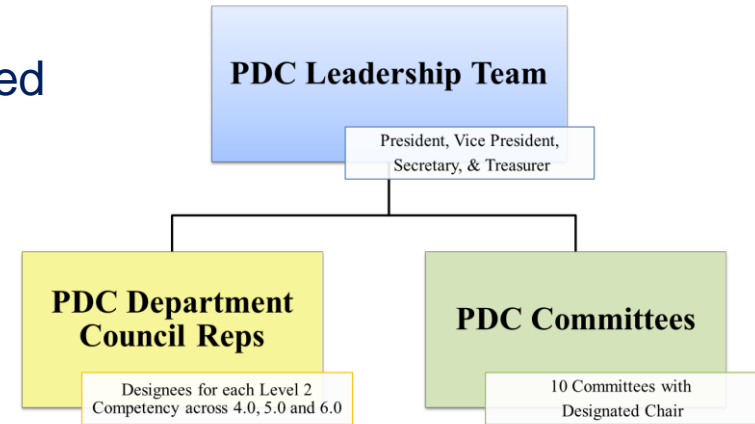 ed
PDC Leadership Team
President, Vice President,
Secretary, & Treasurer
PDC Department
Council Reps
Designees for each Level 2
Competency across 4.0, 5.0 and 6.0
PDC Committees
10 Committees with
Designated Chair